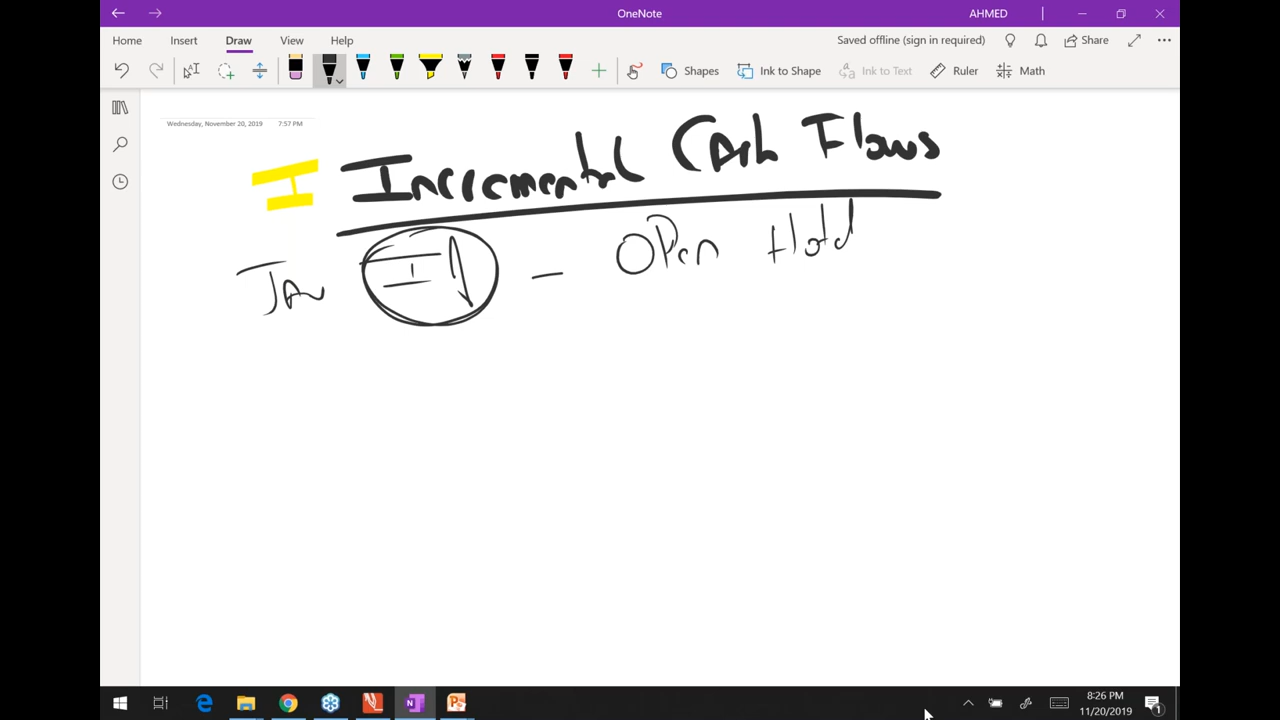 OneNote
AHMED
Home Insert Draw View Help
Saved offline (sign in required)
Share
Shapes Ink to Shape Ink to Text Ruler Math
Wednesday, November 20, 2019 7:57 PM
I Incremental Cash Flows
I - OPen
8:26 PM
11/20/2019